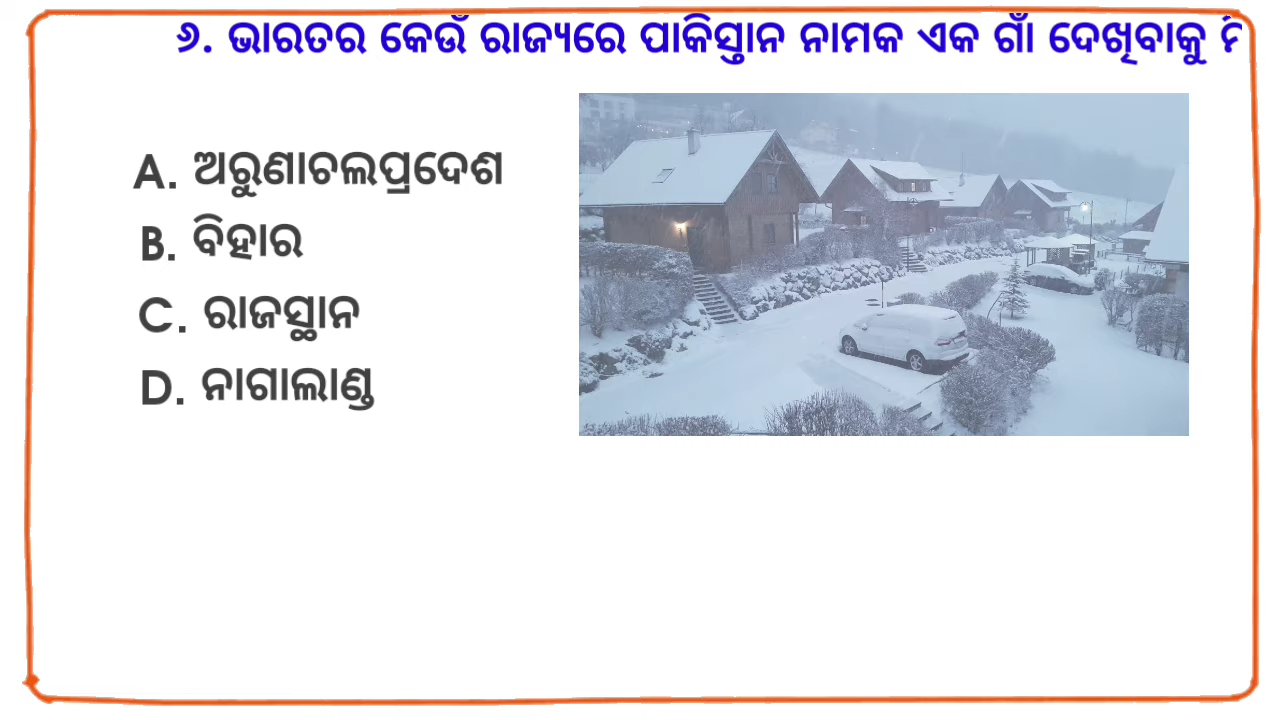 ୬. ଭାରତର କେଉଁ ରାଜ୍ୟରେ ପାକିସ୍ତାନ ନାମକ ଏକ ଗାଁ ଦେଖିବାକୁ
A. ଅରୁଣାଚଳପ୍ରଦେଶ
B. ବିହାର
C. ରାଜସ୍ଥାନ
D. ନାଗାଲାଣ୍ଡ